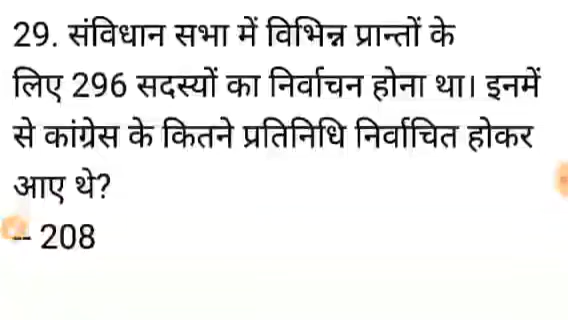 29. संविधान सभा में विभिन्न प्रान्तों के
लिए 296 सदस्यों का निर्वाचन होना था। इनमें
से कांग्रेस के कितने प्रतिनिधि निर्वाचित होकर
आए थे?
-- 208